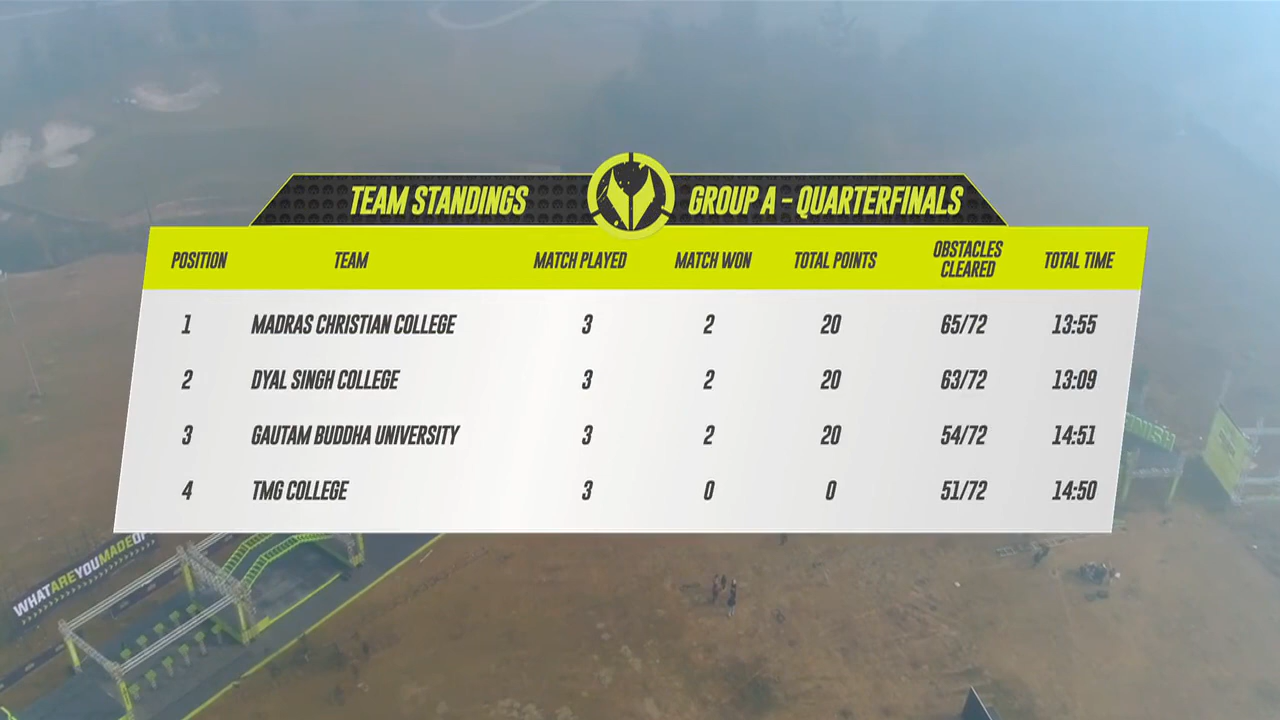 TEAM STANDINGS GROUP A - QUARTERFINALS
POSITION TEAM MATCH PLAYED MATCH WON TOTAL POINTS OBSTACLES CLEARED TOTAL TIME
1 MADRAS CHRISTIAN COLLEGE 3 2 20 65/72 13:55
2 DYAL SINGH COLLEGE 3 2 20 63/72 13:09
3 GAUTAM BUDDHA UNIVERSITY 3 2 20 54/72 14:51
4 TMG COLLEGE 3 0 0 51/72 14:50
FINISH
WHATAREYOUMADEOF